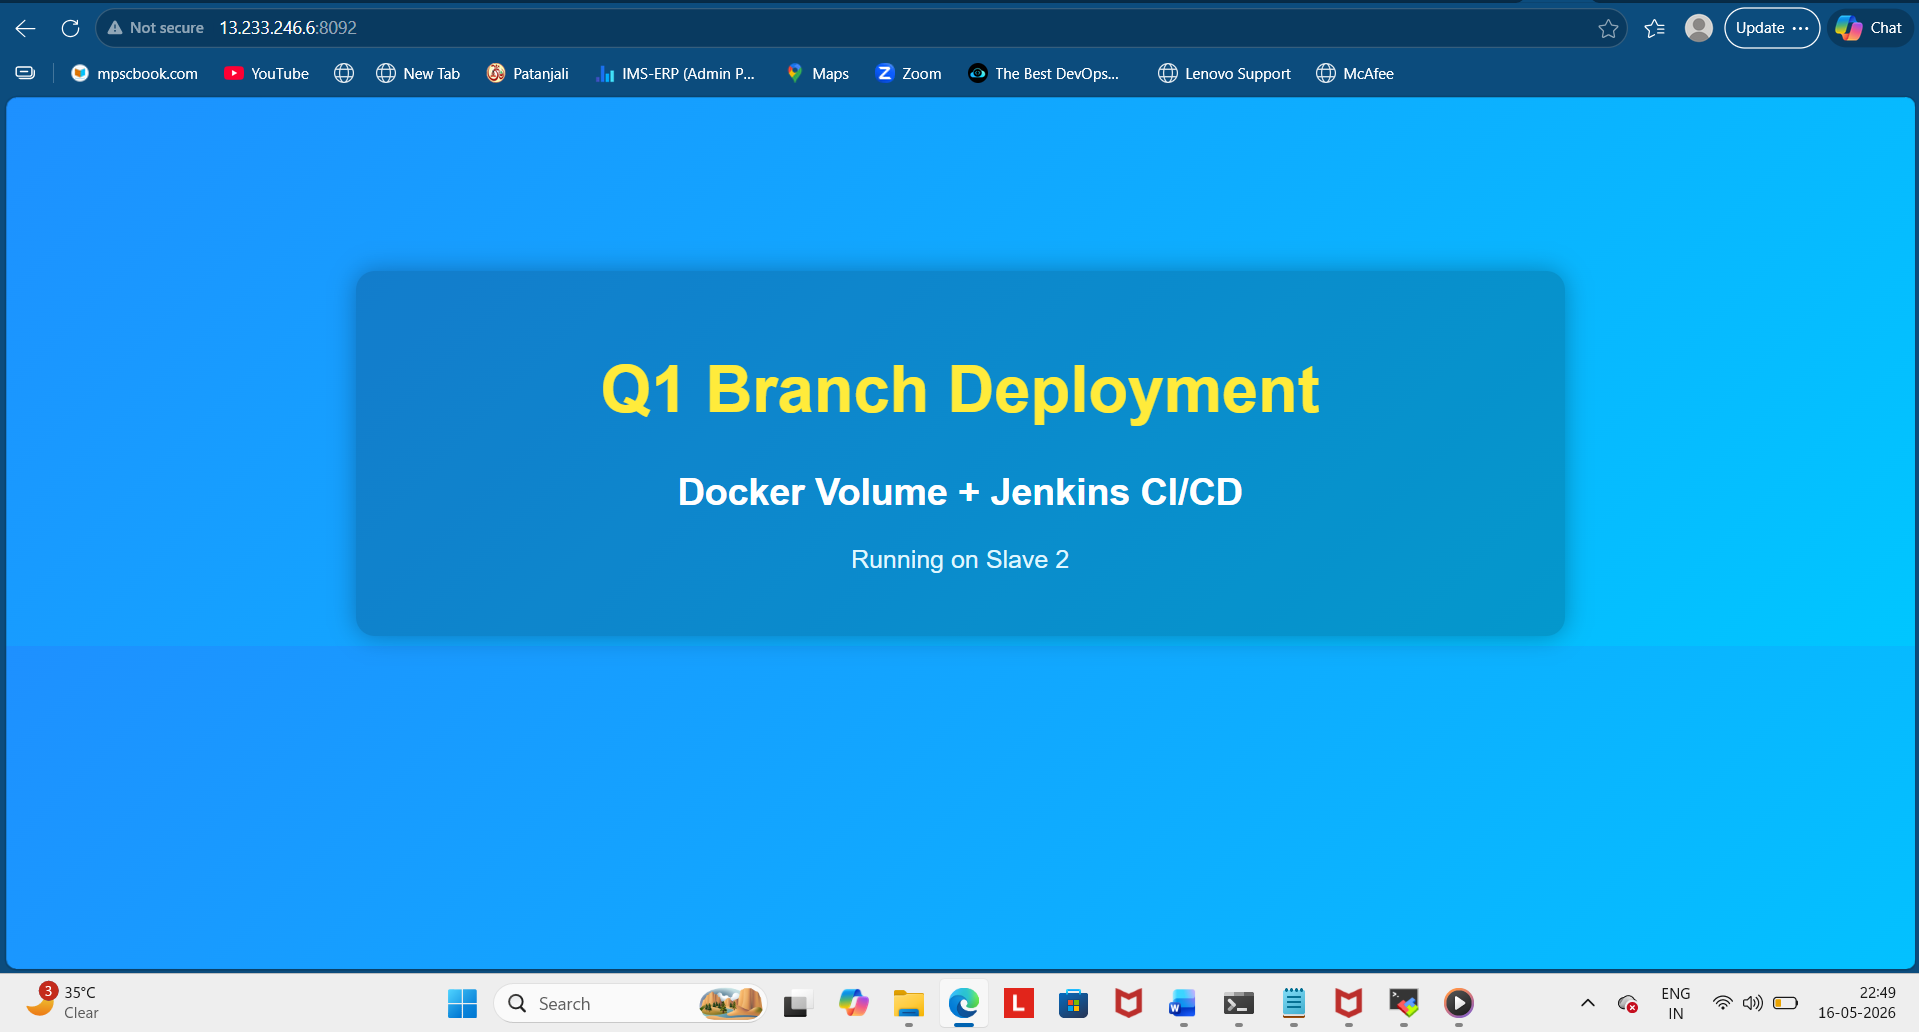 Not secure 13.233.246.6:8092
Update
Chat
mpscbook.com YouTube New Tab Patanjali IMS-ERP (Admin P... Maps Zoom The Best DevOps... Lenovo Support McAfee
Q1 Branch Deployment
Docker Volume + Jenkins CI/CD
Running on Slave 2
3
35°C
Clear
Search
L
W
ENG
IN
22:49
16-05-2026